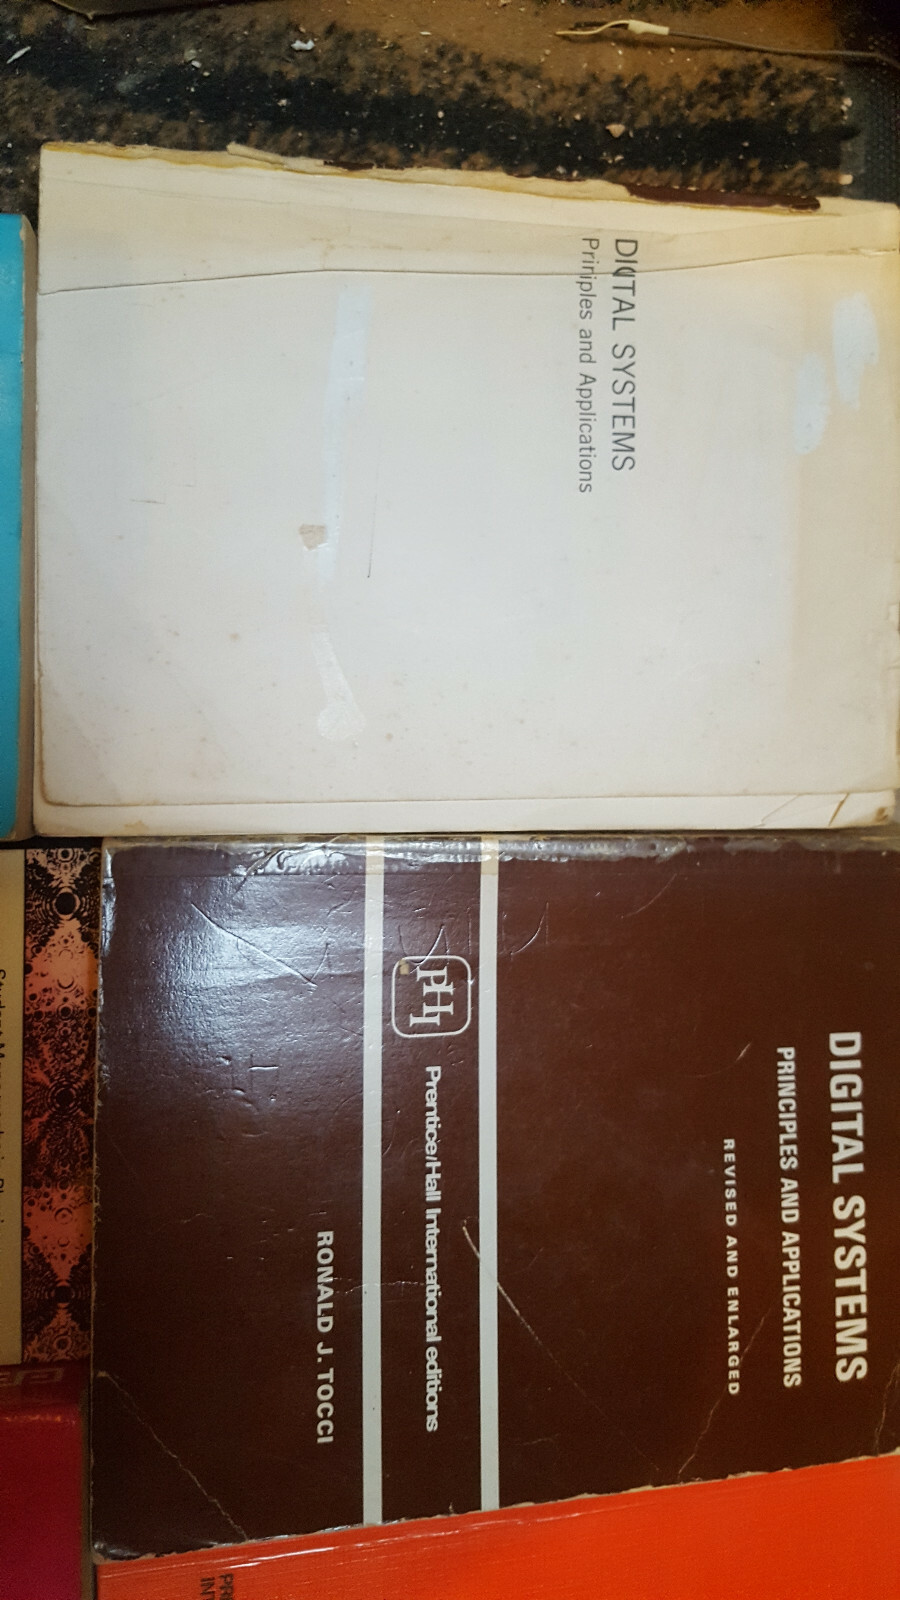 DIGITAL SYSTEMS
Priniples and Applications
DIGITAL SYSTEMS
PRINCIPLES AND APPLICATIONS
REVISED AND ENLARGED
PHI
Prentice/Hall International editions
RONALD J. TOCCI